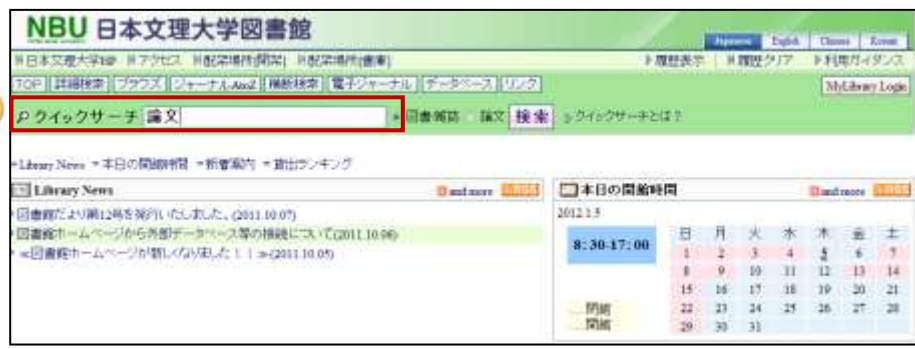 NBU 日本文理大学図書館
Japanese English Chinese Korean
日本文理大学HP アクセス 配架場所(開架) 配架場所(書庫) 履歴表示 履歴クリア 利用ガイダンス
TOP 詳細検索 ブラウズ ジャーナルAtoZ 横断検索 電子ジャーナル データベース リンク MyLibrary Login
クイックサーチ 論文 図書雑誌 論文 検索 クイックサーチとは?
Library News 本日の開館時間 新着案内 貸出ランキング
Library News and more RSS 本日の開館時間 and more RSS
図書館だより第12号を発行いたしました。(2011.10.07) 2012.1.5
図書館ホームページから外部データベース等の接続について(2011.10.06) 8:30-17:00 日 月 火 水 木 金 土
≪図書館ホームページが新しくなりました!!≫(2011.10.05) 1 2 3 4 5 6 7
8 9 10 11 12 13 14
15 16 17 18 19 20 21
閉館 22 23 24 25 26 27 28
開館 29 30 31